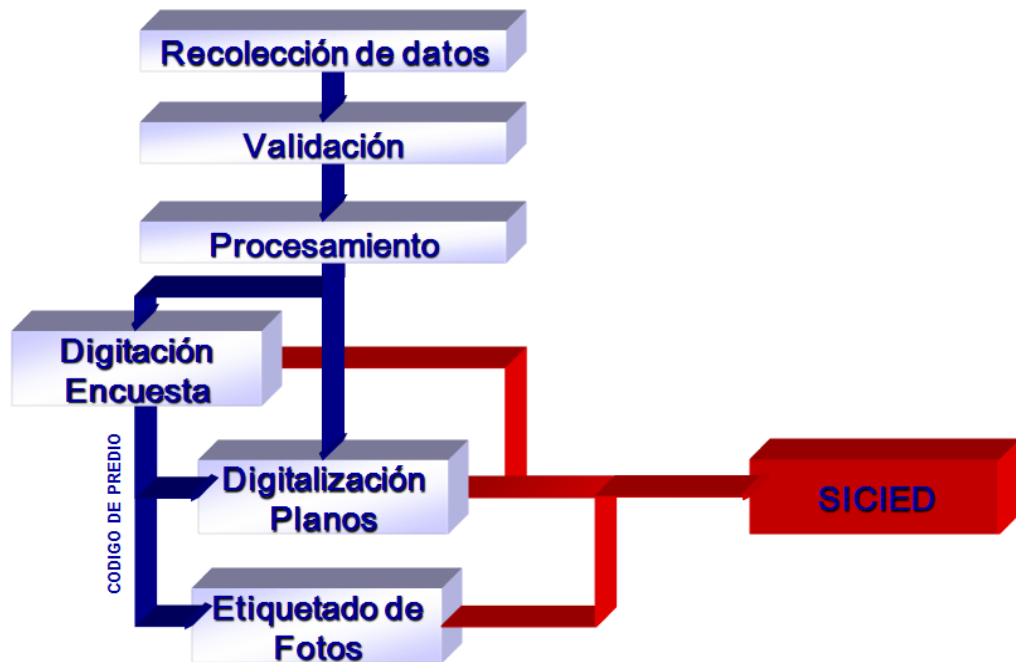 Recolección de datos
Validación
Procesamiento
Digitación
Encuesta
CODIGO DE PREDIO
Digitalización
Planos
SICIED
Etiquetado de
Fotos